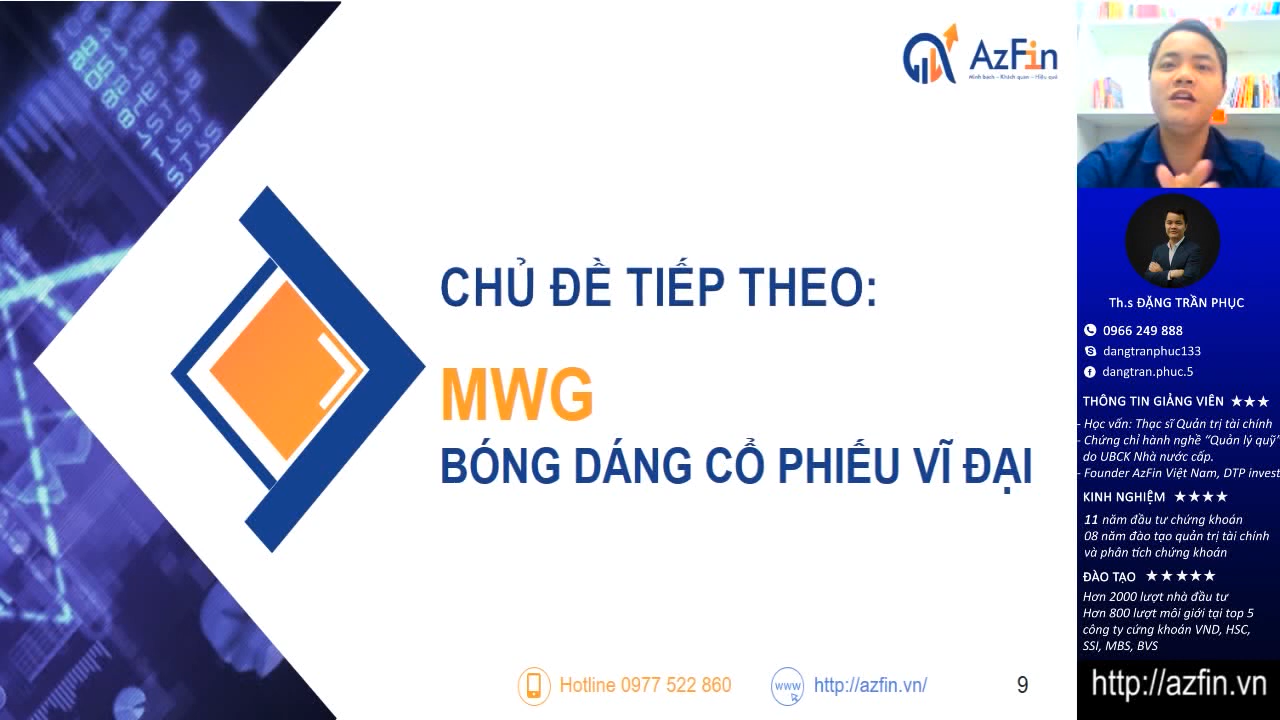 AzFin
Minh bạch - Khách quan - Hiệu quả
CHỦ ĐỀ TIẾP THEO:
MWG
BÓNG DÁNG CỔ PHIẾU VĨ ĐẠI
Hotline 0977 522 860
www
http://azfin.vn/
9
Th.s ĐẶNG TRẦN PHỤC
0966 249 888
dangtranphuc133
dangtran.phuc.5
THÔNG TIN GIẢNG VIÊN ★★★
- Học vấn: Thạc sĩ Quản trị tài chính
- Chứng chỉ hành nghề “Quản lý quỹ”
do UBCK Nhà nước cấp.
- Founder AzFin Việt Nam, DTP invest
KINH NGHIỆM ★★★★
11 năm đầu tư chứng khoán
08 năm đào tạo quản trị tài chính
và phân tích chứng khoán
ĐÀO TẠO ★★★★★
Hơn 2000 lượt nhà đầu tư
Hơn 800 lượt môi giới tại top 5
công ty cứng khoán VND, HSC,
SSI, MBS, BVS
http://azfin.vn